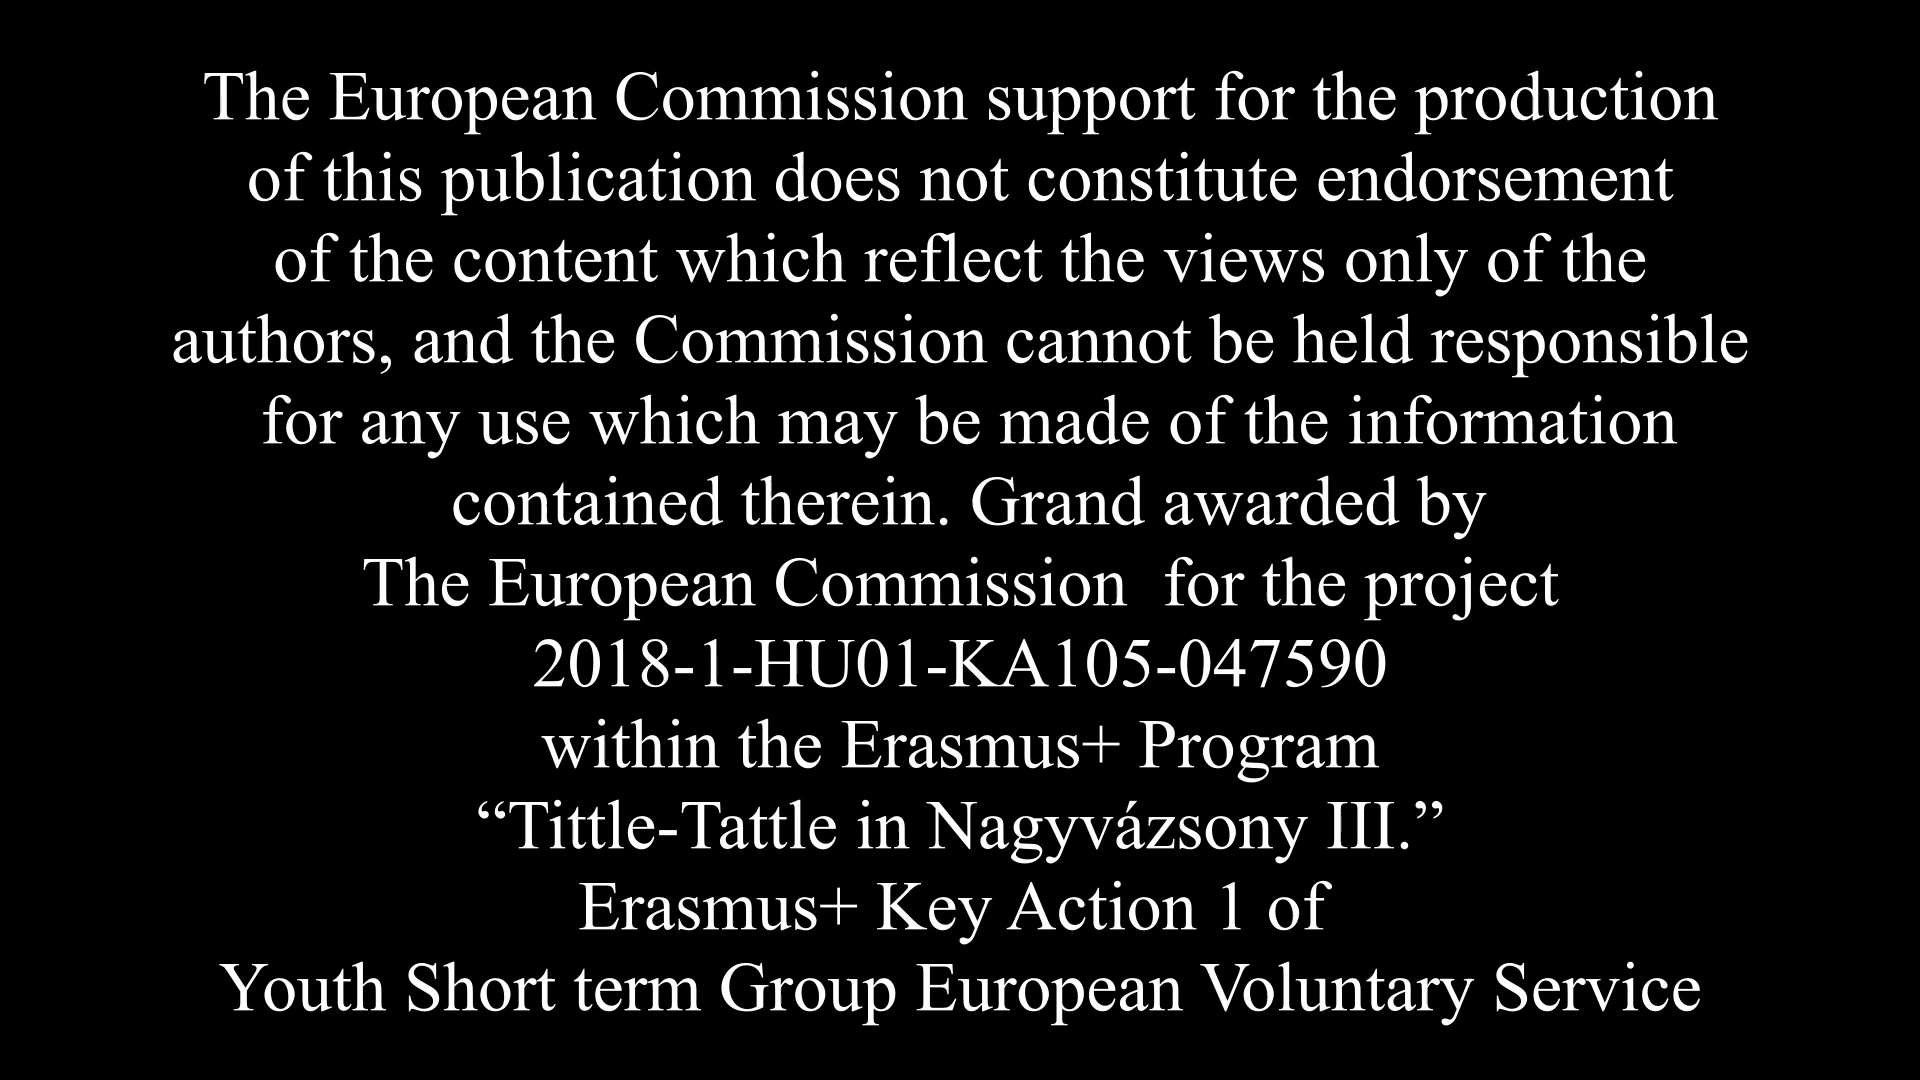 The European Commission support for the production
of this publication does not constitute endorsement
of the content which reflect the views only of the
authors, and the Commission cannot be held responsible
for any use which may be made of the information
contained therein. Grand awarded by
The European Commission  for the project
2018-1-HU01-KA105-047590
within the Erasmus+ Program
“Tittle-Tattle in Nagyvázsony III.”
Erasmus+ Key Action 1 of
Youth Short term Group European Voluntary Service